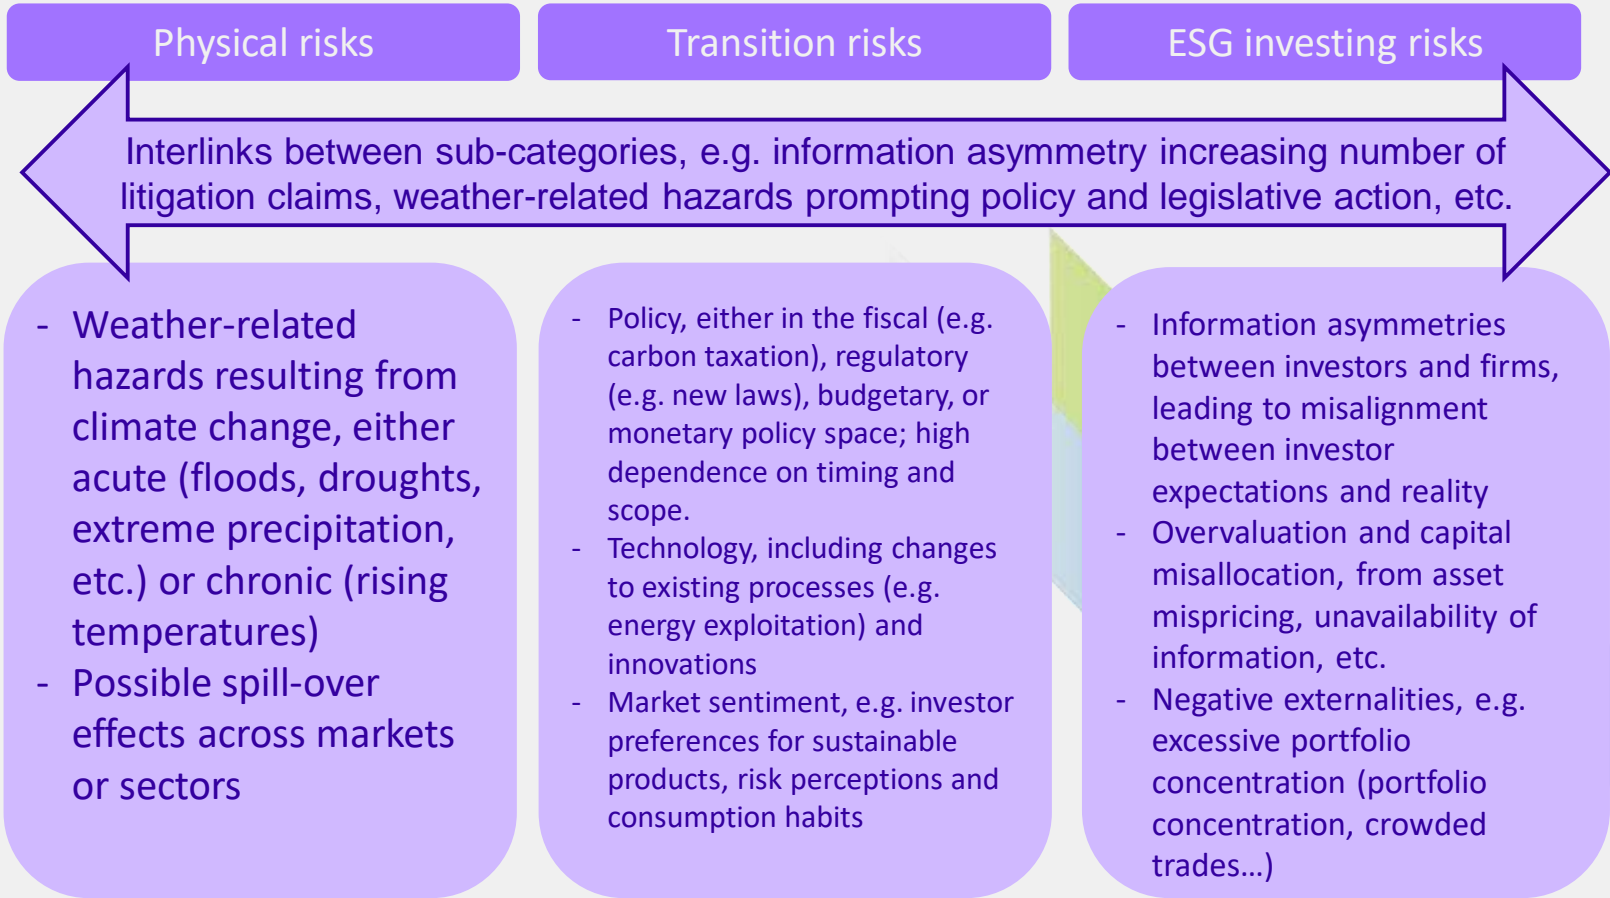 Physical risks
Transition risks
ESG investing risks
Interlinks between sub-categories, e.g. information asymmetry increasing number of
litigation claims, weather-related hazards prompting policy and legislative action, etc.
- Weather-related
hazards resulting from
climate change, either
acute (floods, droughts,
extreme precipitation,
etc.) or chronic (rising
temperatures)
- Possible spill-over
effects across markets
or sectors
- Policy, either in the fiscal (e.g.
carbon taxation), regulatory
(e.g. new laws), budgetary, or
monetary policy space; high
dependence on timing and
scope.
- Technology, including changes
to existing processes (e.g.
energy exploitation) and
innovations
- Market sentiment, e.g. investor
preferences for sustainable
products, risk perceptions and
consumption habits
- Information asymmetries
between investors and firms,
leading to misalignment
between investor
expectations and reality
- Overvaluation and capital
misallocation, from asset
mispricing, unavailability of
information, etc.
- Negative externalities, e.g.
excessive portfolio
concentration (portfolio
concentration, crowded
trades…)